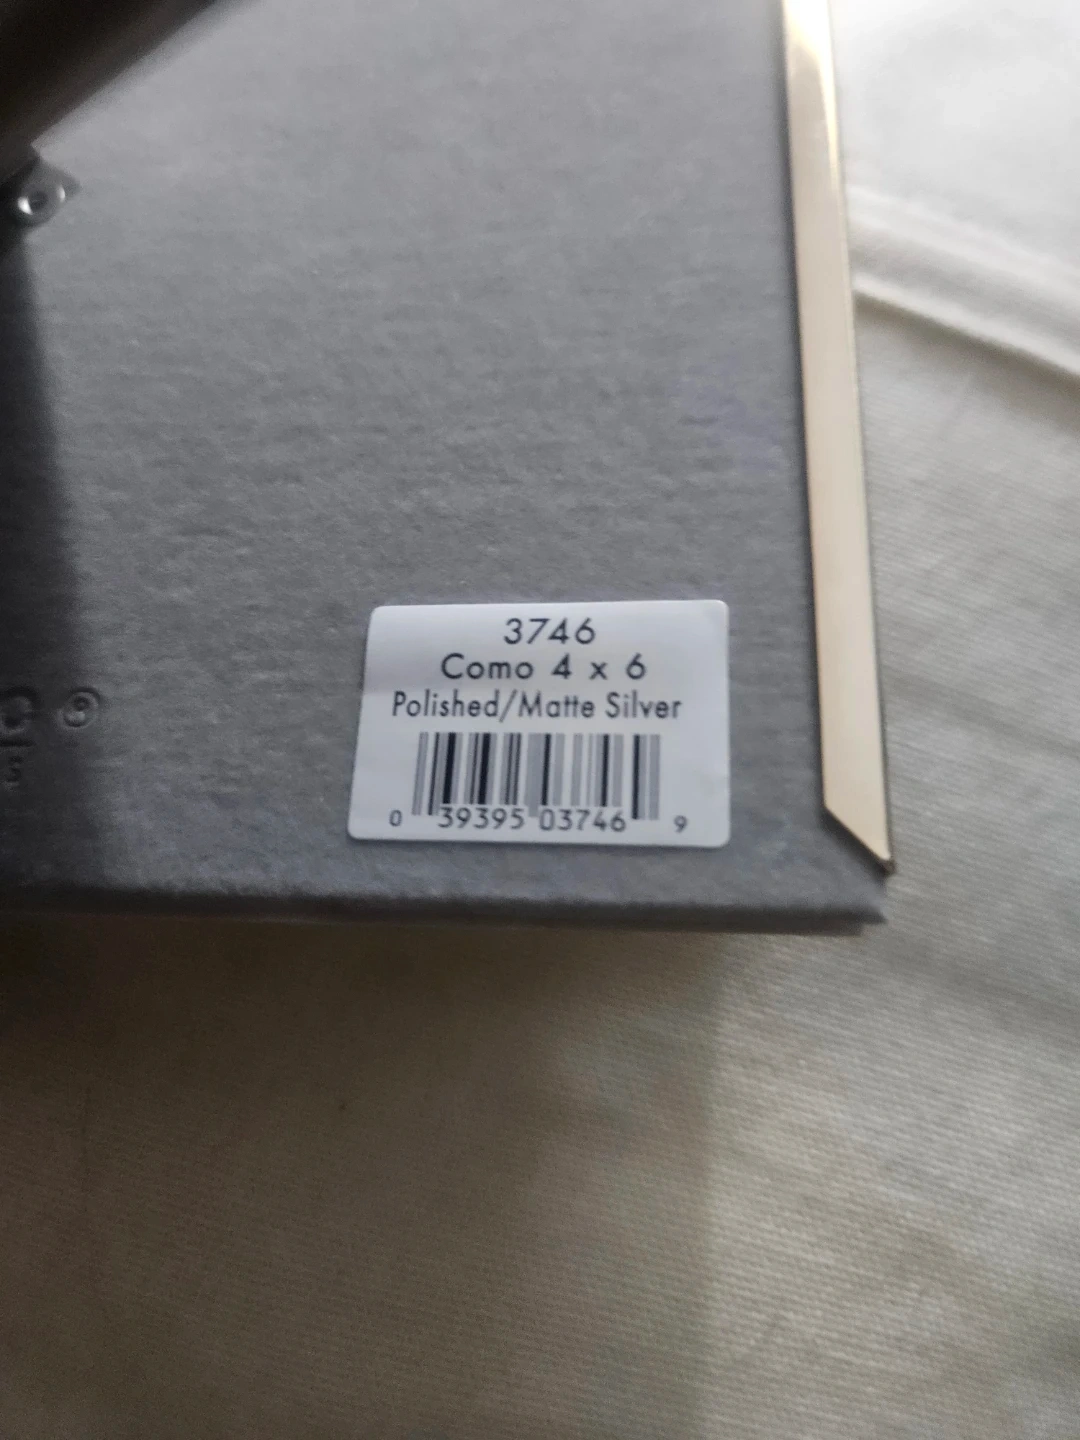 3746
Como 4 x 6
Polished/Matte Silver
0 39395 03746 9